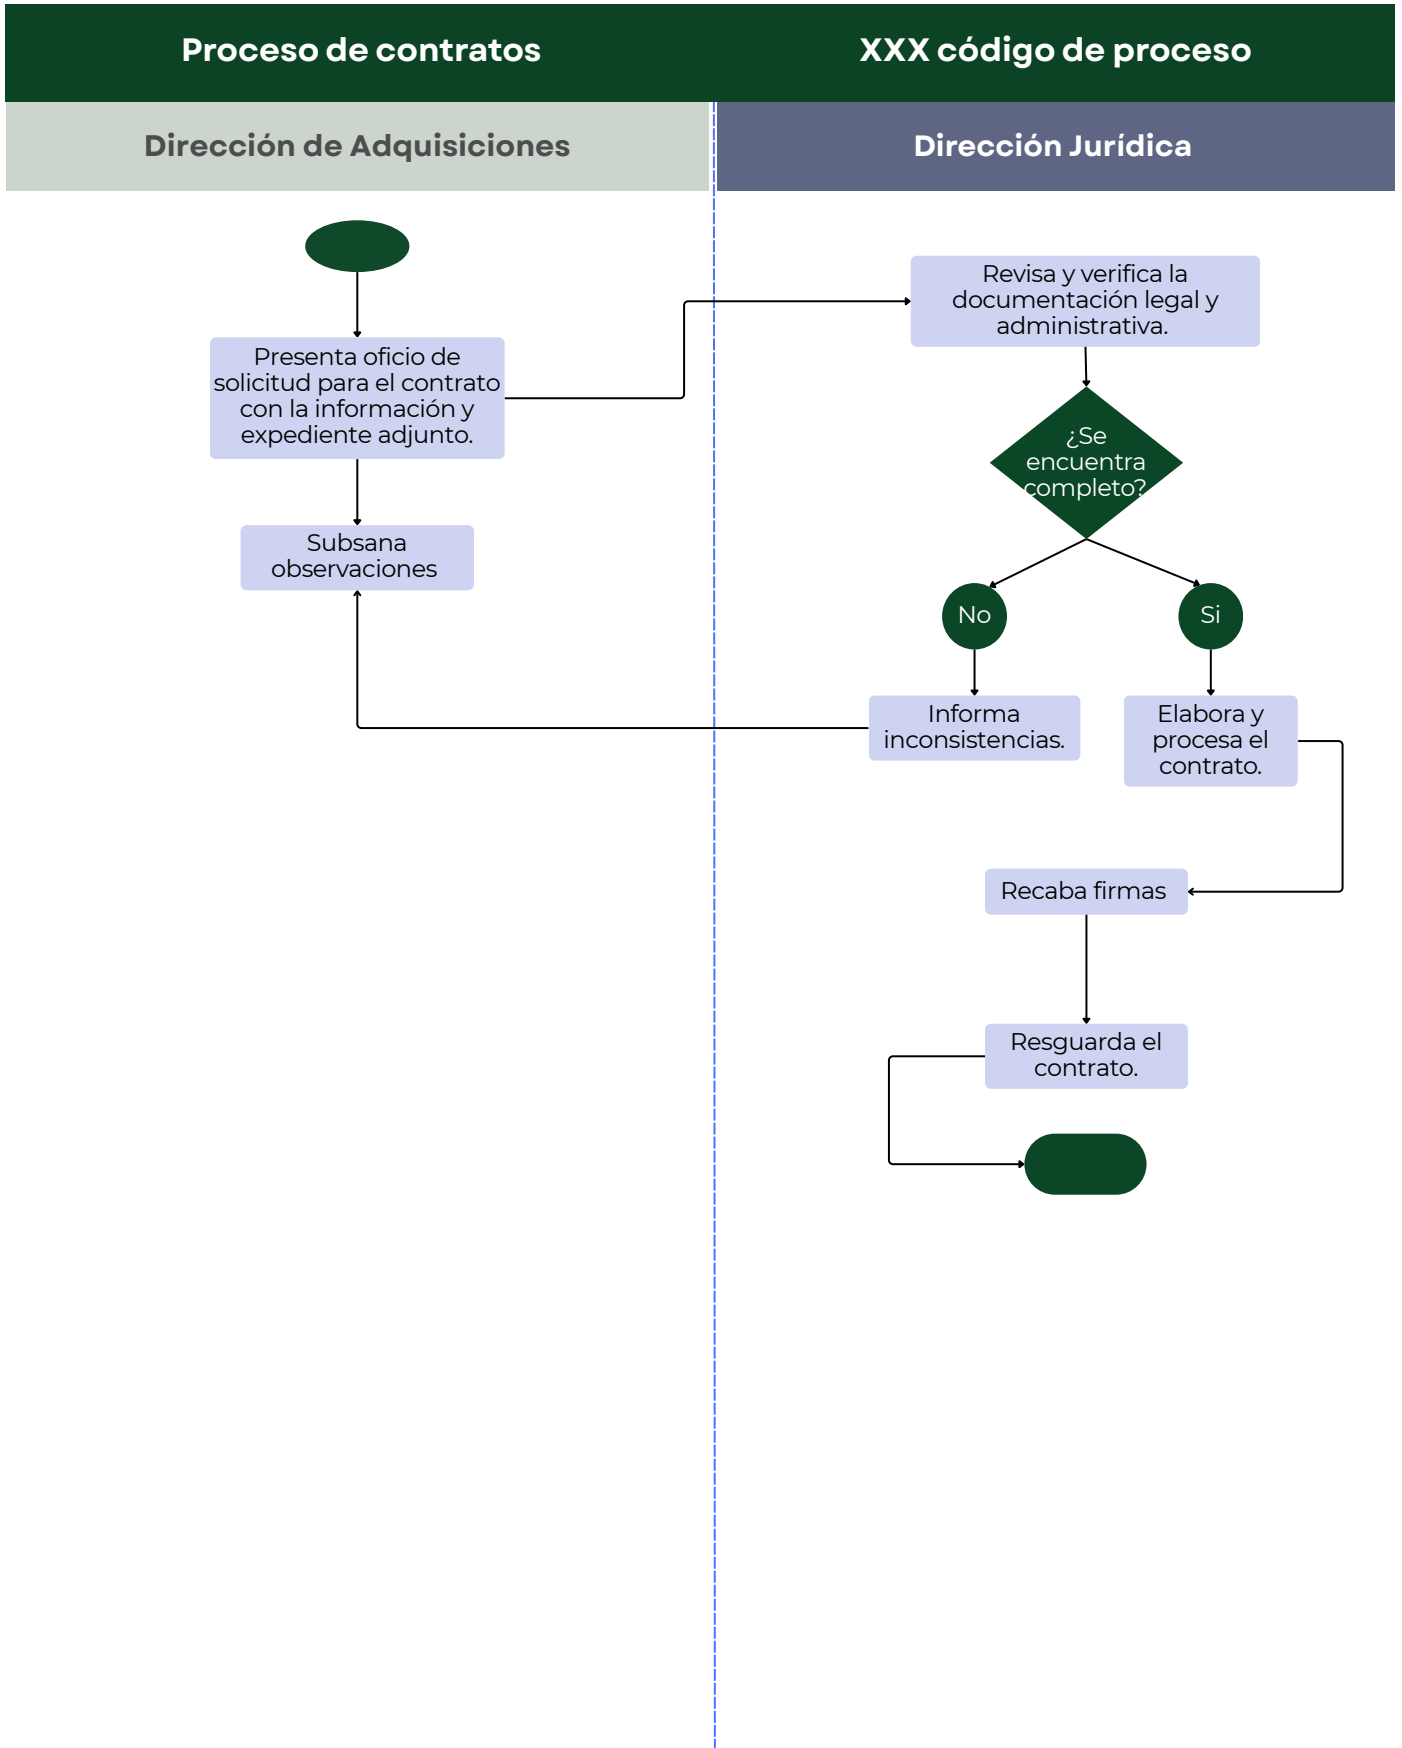 Proceso de contratos
XXX código de proceso
Dirección de Adquisiciones
Dirección Jurídica
Presenta oficio de
solicitud para el contrato
con la información y
expediente adjunto.
Subsana
observaciones
Revisa y verifica la
documentación legal y
administrativa.
¿Se
encuentra
completo?
No
Si
Informa
inconsistencias.
Elabora y
procesa el
contrato.
Recaba firmas
Resguarda el
contrato.